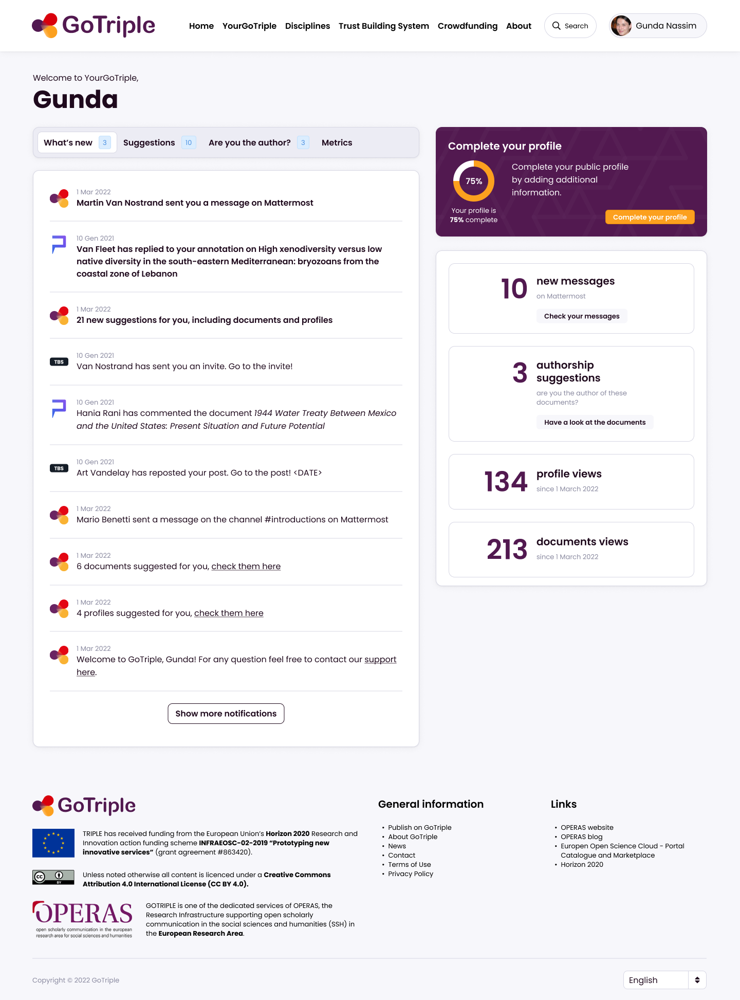 GoTriple
Home YourGoTriple Disciplines Trust Building System Crowdfunding About Search Gunda Nassim
Welcome to YourGoTriple,
Gunda
What's new 3 Suggestions 10 Are you the author? 3 Metrics
1 Mar 2022
Martin Van Nostrand sent you a message on Mattermost
10 Gen 2021
Van Fleet has replied to your annotation on High xenodiversity versus low
native diversity in the south-eastern Mediterranean: bryozoans from the
coastal zone of Lebanon
1 Mar 2022
21 new suggestions for you, including documents and profiles
10 Gen 2021
TBS
Van Nostrand has sent you an invite. Go to the invite!
10 Gen 2021
Hania Rani has commented the document 1944 Water Treaty Between Mexico
and the United States: Present Situation and Future Potential
10 Gen 2021
TBS
Art Vandelay has reposted your post. Go to the post! <DATE>
1 Mar 2022
Mario Benetti sent a message on the channel #introductions on Mattermost
1 Mar 2022
6 documents suggested for you, check them here
1 Mar 2022
4 profiles suggested for you, check them here
1 Mar 2022
Welcome to GoTriple, Gunda! For any question feel free to contact our support
here.
Show more notifications
Complete your profile
75%
Your profile is
75% complete
Complete your public profile
by adding additional
information.
Complete your profile
10 new messages
on Mattermost
Check your messages
3 authorship
suggestions
are you the author of these
documents?
Have a look at the documents
134 profile views
since 1 March 2022
213 documents views
since 1 March 2022
GoTriple
TRIPLE has received funding from the European Union's Horizon 2020 Research and
Innovation action funding scheme INFRAEOSC-02-2019 “Prototyping new
innovative services” (grant agreement #863420).
cc BY
Unless noted otherwise all content is licenced under a Creative Commons
Attribution 4.0 International License (CC BY 4.0).
OPERAS
open scholarly communication in the european
research area for social sciences and humanities
GOTRIPLE is one of the dedicated services of OPERAS, the
Research Infrastructure supporting open scholarly
communication in the social sciences and humanities (SSH) in
the European Research Area.
General information
• Publish on GoTriple
• About GoTriple
• News
• Contact
• Terms of Use
• Privacy Policy
Links
• OPERAS website
• OPERAS blog
• Europen Open Science Cloud - Portal
Catalogue and Marketplace
• Horizon 2020
Copyright © 2022 GoTriple
English